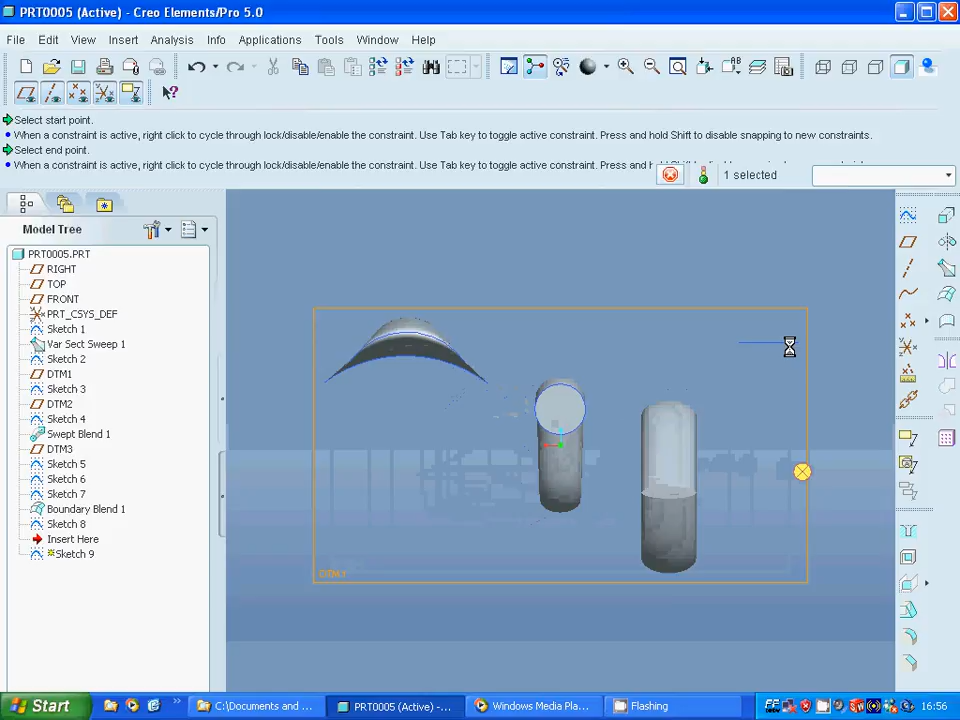 PRT0005 (Active) - Creo Elements/Pro 5.0
File Edit View Insert Analysis Info Applications Tools Window Help
Select start point.
When a constraint is active, right click to cycle through lock/disable/enable the constraint. Use Tab key to toggle active constraint. Press and hold Shift to disable snapping to new constraints.
Select end point.
When a constraint is active, right click to cycle through lock/disable/enable the constraint. Use Tab key to toggle active constraint. Press and
1 selected
Model Tree
PRT0005.PRT
RIGHT
TOP
FRONT
PRT_CSYS_DEF
Sketch 1
Var Sect Sweep 1
Sketch 2
DTM1
Sketch 3
DTM2
Sketch 4
Swept Blend 1
DTM3
Sketch 5
Sketch 6
Sketch 7
Boundary Blend 1
Sketch 8
Insert Here
Sketch 9
Start
C:\Documents and ...
PRT0005 (Active) -...
Windows Media Pla...
Flashing
16:56